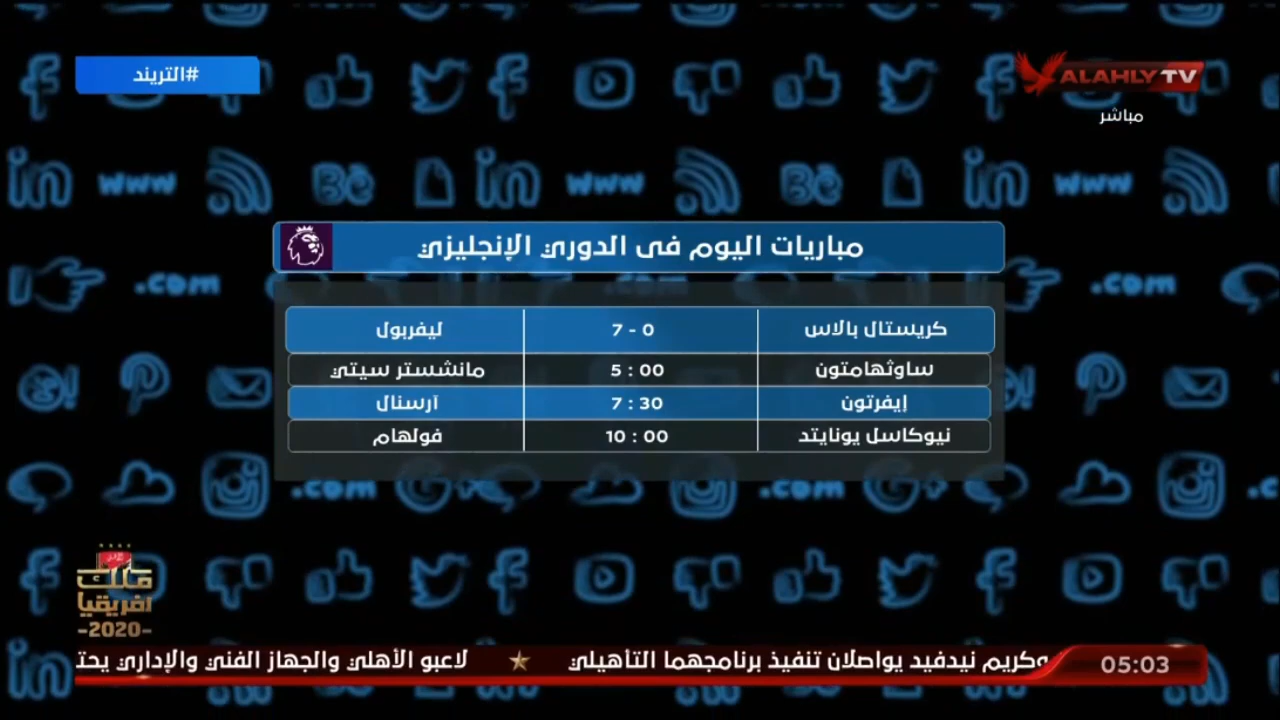 #التريند
ALAHLY TV
مباشر
مباريات اليوم فى الدوري الإنجليزي
كريستال بالاس 0 - 7 ليفربول
ساوثهامتون 5 : 00 مانشستر سيتي
إيفرتون 7 : 30 آرسنال
نيوكاسل يونايتد 10 : 00 فولهام
ملك
أفريقيا
-2020-
وكريم نيدفيد يواصلان تنفيذ برنامجهما التأهيلي ★ لاعبو الأهلي والجهاز الفني والإداري يحتـ
05:03